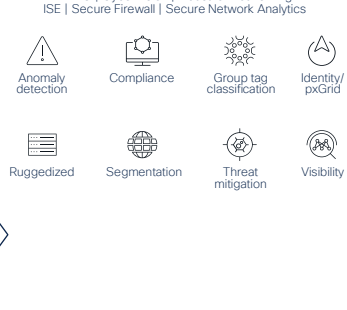 ISE | Secure Firewall | Secure Network Analytics
Anomaly
detection
Compliance
Group tag
classification
Identity/
pxGrid
Ruggedized
Segmentation
Threat
mitigation
Visibility